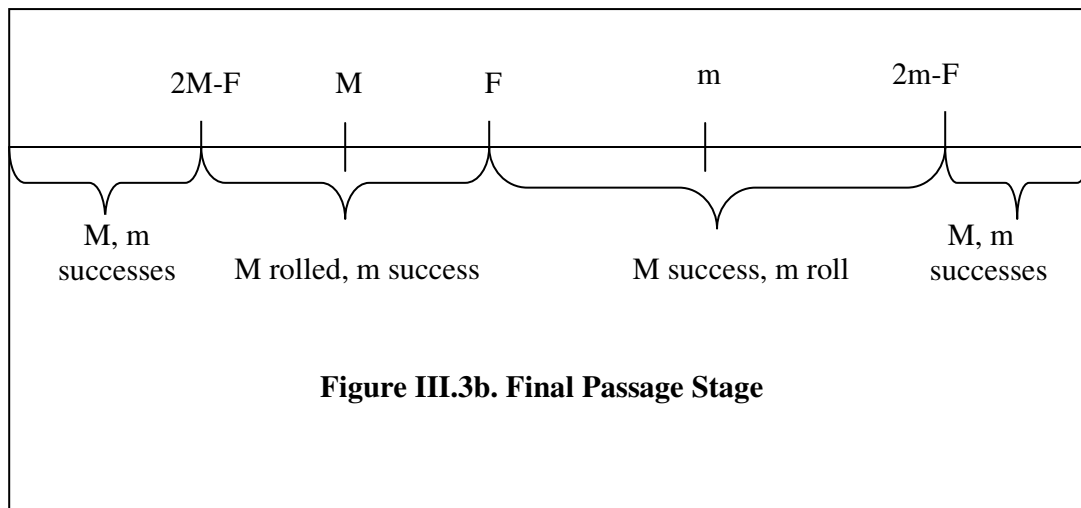 2M-F M F m 2m-F
M, m
successes
M rolled, m success
M success, m roll
M, m
successes
Figure III.3b. Final Passage Stage